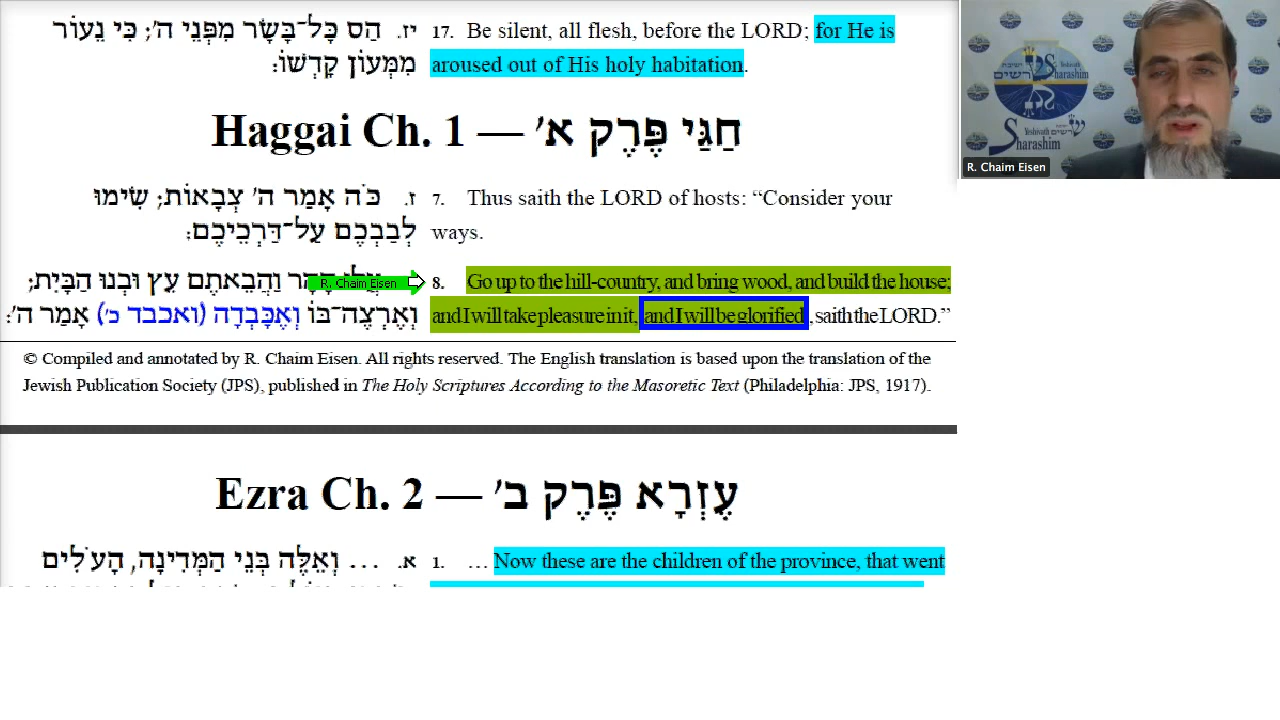 יז. הַס כָּל־בָּשָׂר מִפְּנֵי ה׳; כִּי נֵעוֹר
מִמְּעוֹן קָדְשׁוֹ:
17. Be silent, all flesh, before the LORD; for He is
aroused out of His holy habitation.
Haggai Ch. 1 — חַגַּי פֶּרֶק א׳
ז. כֹּה אָמַר ה׳ צְבָאוֹת; שִׂימוּ
לְבַבְכֶם עַל־דַּרְכֵיכֶם:
7. Thus saith the LORD of hosts: “Consider your
ways.
וַהֲבֵאתֶם עֵץ וּבְנוּ הַבָּיִת;
וְאֶרְצֶה־בּוֹ וְאֶכָּבְדָה (ואכבד כ׳) אָמַר ה׳:
R. Chaim Eisen
8. Go up to the hill-country, and bring wood, and build the house;
and I will take pleasure in it, and I will be glorified, saith the LORD.”
© Compiled and annotated by R. Chaim Eisen. All rights reserved. The English translation is based upon the translation of the
Jewish Publication Society (JPS), published in The Holy Scriptures According to the Masoretic Text (Philadelphia: JPS, 1917).
Ezra Ch. 2 — עֶזְרָא פֶּרֶק ב׳
א. ... וְאֵלֶּה בְּנֵי הַמְּדִינָה, הָעֹלִים
1. ... Now these are the children of the province, that went
ישיבת שרשים
Sharashim
Yeshivath שרשים
Sharashim
R. Chaim Eisen